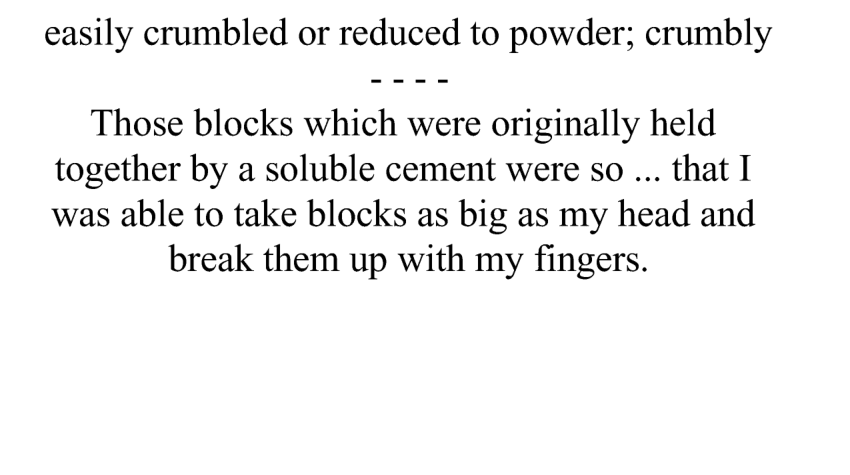 easily crumbled or reduced to powder; crumbly
- - - -
Those blocks which were originally held
together by a soluble cement were so ... that I
was able to take blocks as big as my head and
break them up with my fingers.